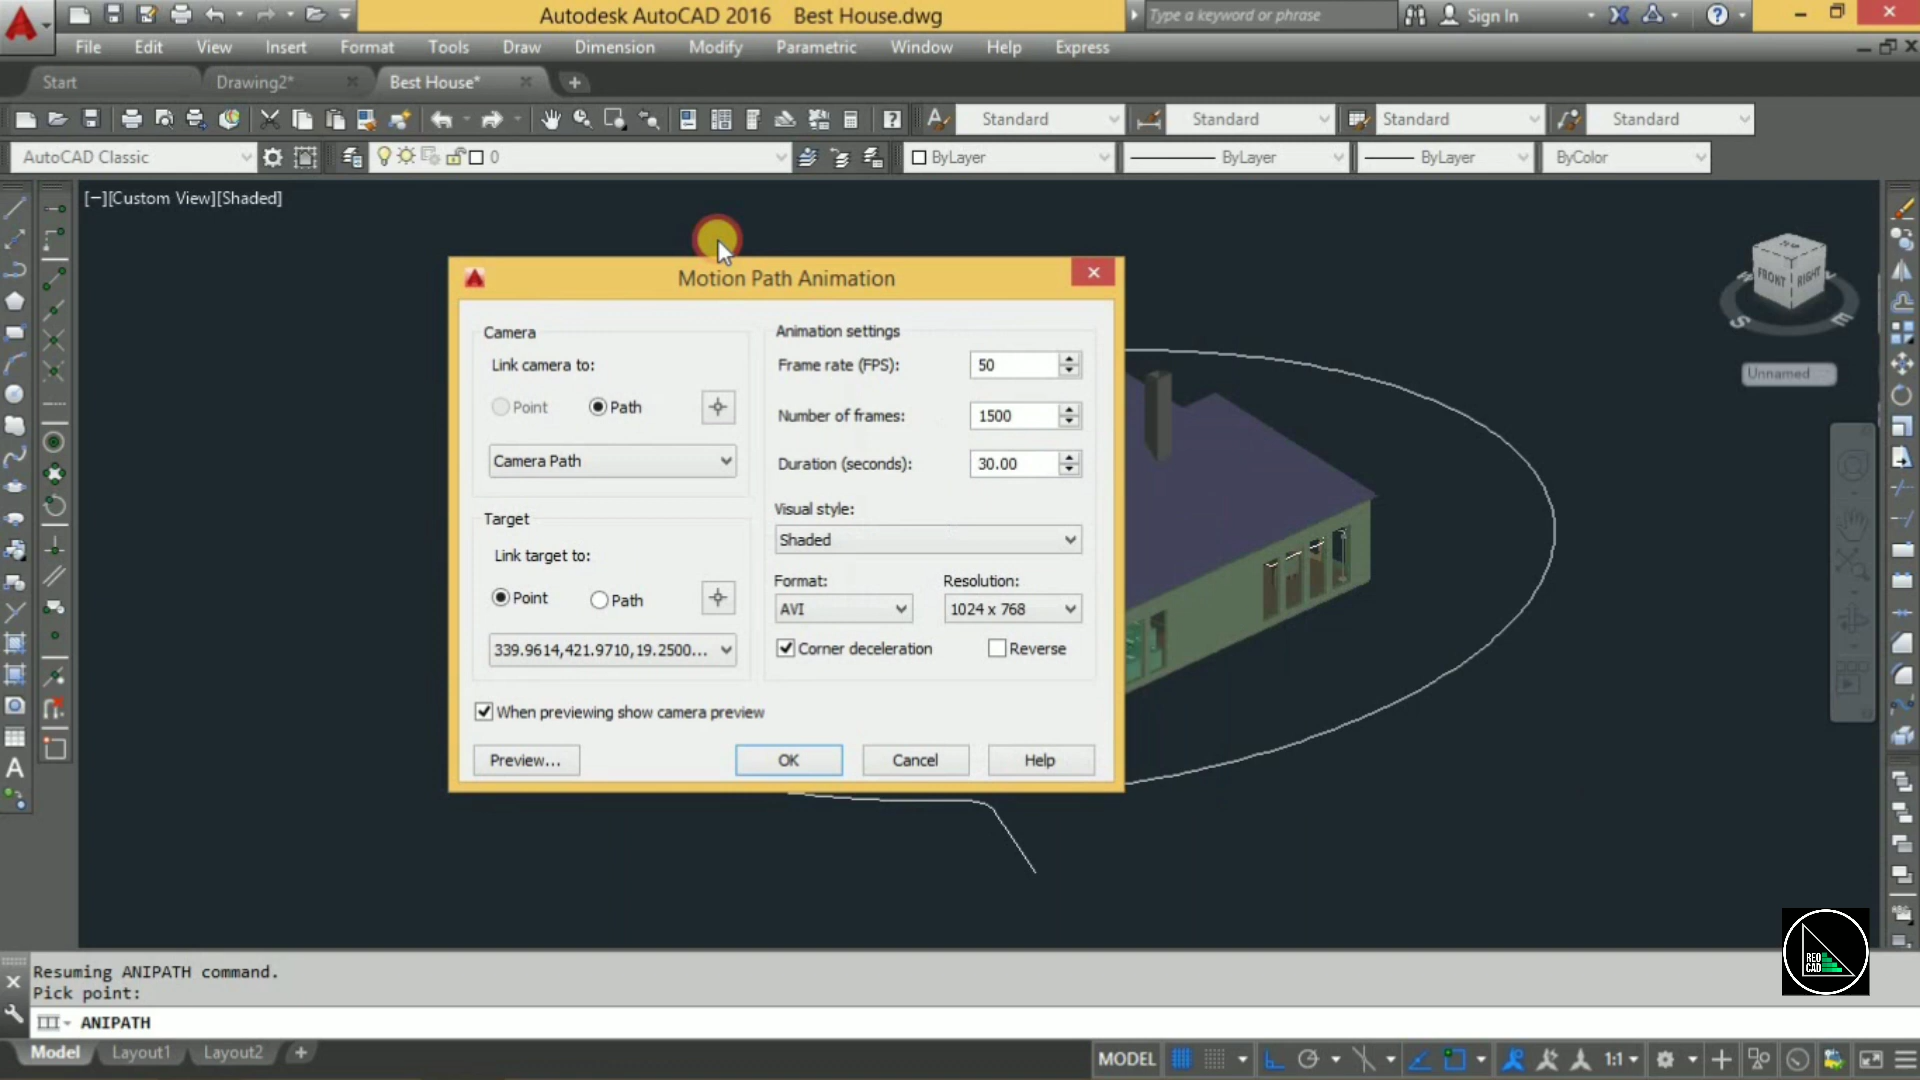 Autodesk AutoCAD 2016 Best House.dwg
Type a keyword or phrase
Sign In
File Edit View Insert Format Tools Draw Dimension Modify Parametric Window Help Express
Start Drawing2* Best House*
Standard Standard Standard Standard
AutoCAD Classic 0 ByLayer ByLayer ByLayer ByColor
[−][Custom View][Shaded]
FRONT RIGHT
S E
Unnamed
Motion Path Animation
Camera
Link camera to:
Point Path
Camera Path
Target
Link target to:
Point Path
339.9614,421.9710,19.2500...
When previewing show camera preview
Animation settings
Frame rate (FPS): 50
Number of frames: 1500
Duration (seconds): 30.00
Visual style:
Shaded
Format: Resolution:
AVI 1024 x 768
Corner deceleration Reverse
Preview... OK Cancel Help
REO
CAD
Resuming ANIPATH command.
Pick point:
ANIPATH
Model Layout1 Layout2 +
MODEL 1:1